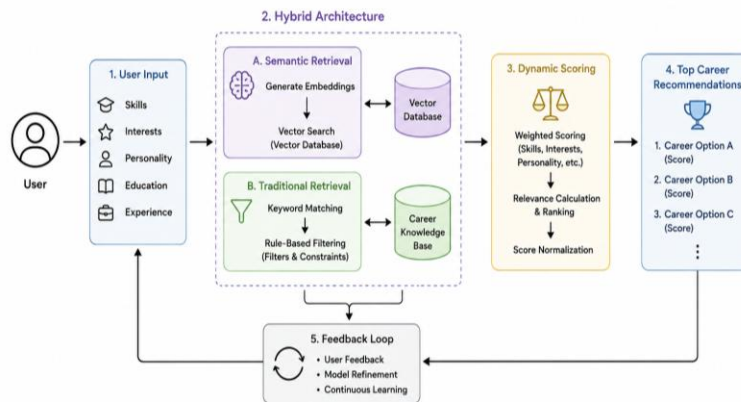 2. Hybrid Architecture
User
1. User Input
Skills
Interests
Personality
Education
Experience
A. Semantic Retrieval
Generate Embeddings
Vector Search
(Vector Database)
Vector
Database
B. Traditional Retrieval
Keyword Matching
Rule-Based Filtering
(Filters & Constraints)
Career
Knowledge
Base
3. Dynamic Scoring
Weighted Scoring
(Skills, Interests,
Personality, etc.)
Relevance Calculation
& Ranking
Score Normalization
4. Top Career
Recommendations
1. Career Option A
(Score)
2. Career Option B
(Score)
3. Career Option C
(Score)
5. Feedback Loop
• User Feedback
• Model Refinement
• Continuous Learning